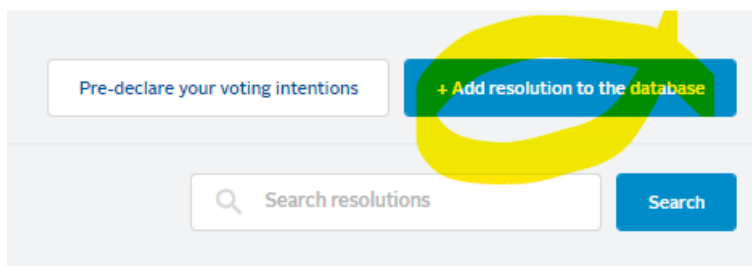 Pre-declare your voting intentions
+ Add resolution to the database
Search resolutions
Search